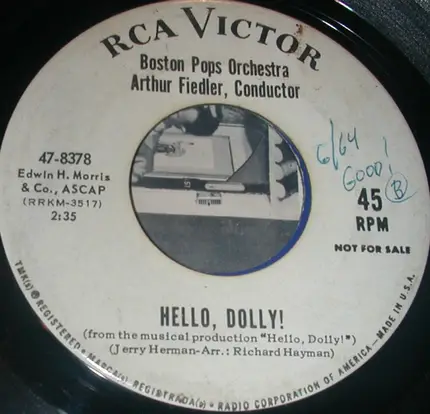 RCA VICTOR
Boston Pops Orchestra
Arthur Fiedler, Conductor
47-8378
Edwin H. Morris
& Co., ASCAP
(RRKM-3517)
2:35
6/64
GOOD!
B
45
RPM
NOT FOR SALE
HELLO, DOLLY!
(from the musical production "Hello, Dolly!")
(Jerry Herman-Arr.: Richard Hayman)
TMK(s) ® REGISTERED • MARCA(s) REGISTRADA(s) • RADIO CORPORATION OF AMERICA—MADE IN U.S.A.